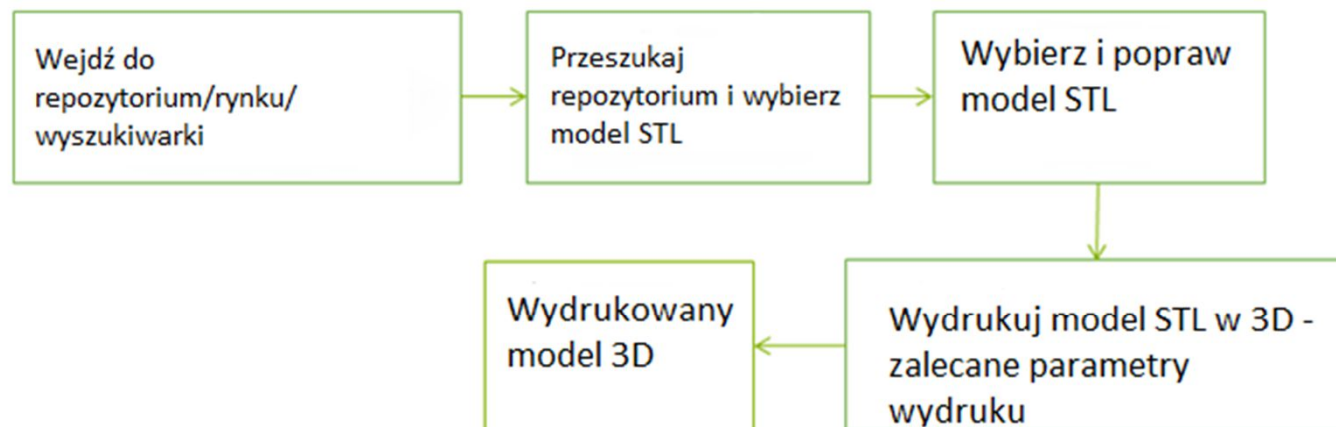 Wejdź do
repozytorium/rynku/
wyszukiwarki
Przeszukaj
repozytorium i wybierz
model STL
Wybierz i popraw
model STL
Wydrukuj model STL w 3D -
zalecane parametry
wydruku
Wydrukowany
model 3D